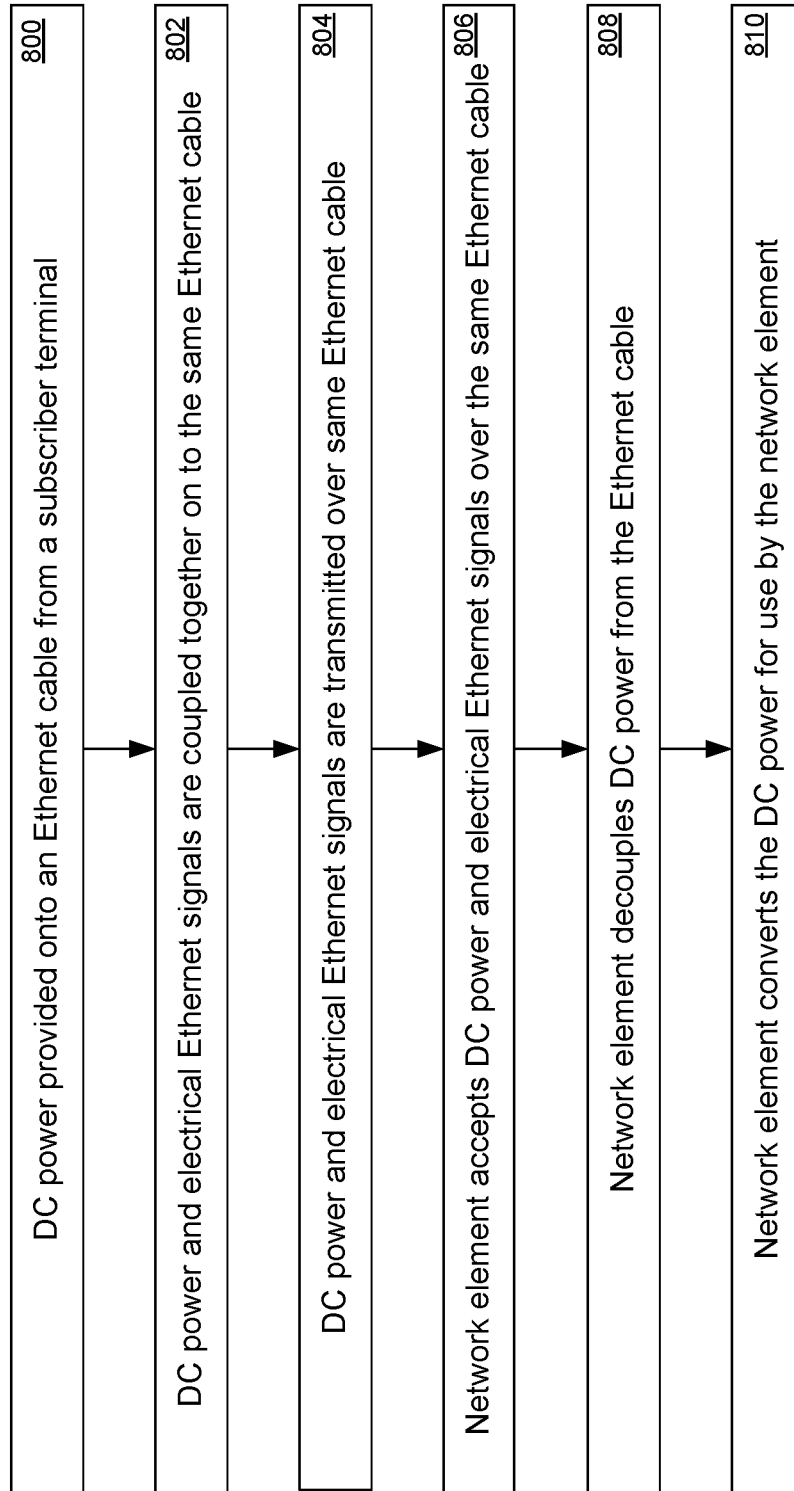 800
DC power provided onto an Ethernet cable from a subscriber terminal
802
DC power and electrical Ethernet signals are coupled together on to the same Ethernet cable
804
DC power and electrical Ethernet signals are transmitted over same Ethernet cable
806
Network element accepts DC power and electrical Ethernet signals over the same Ethernet cable
808
Network element decouples DC power from the Ethernet cable
810
Network element converts the DC power for use by the network element